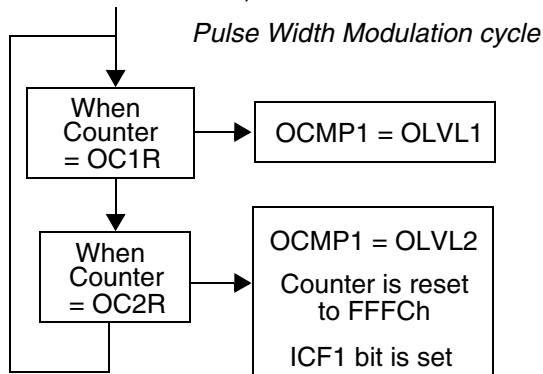 Pulse Width Modulation cycle
When
Counter
= OC1R
OCMP1 = OLVL1
When
Counter
= OC2R
OCMP1 = OLVL2
Counter is reset
to FFFCh
ICF1 bit is set